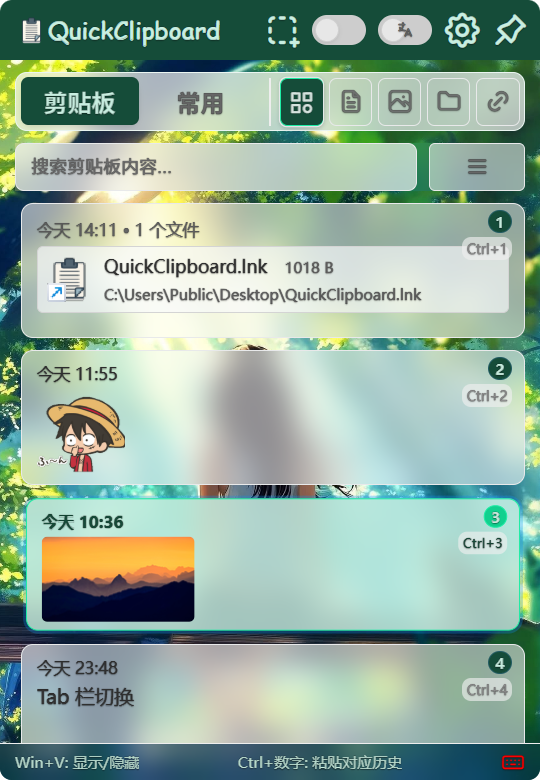 QuickClipboard
剪贴板 常用
搜索剪贴板内容...
今天 14:11 • 1 个文件
1
Ctrl+1
QuickClipboard.lnk 1018 B
C:\Users\Public\Desktop\QuickClipboard.lnk
今天 11:55
2
Ctrl+2
ふぃ〜ん
今天 10:36
3
Ctrl+3
今天 23:48
4
Ctrl+4
Tab 栏切换
Win+V: 显示/隐藏 Ctrl+数字: 粘贴对应历史